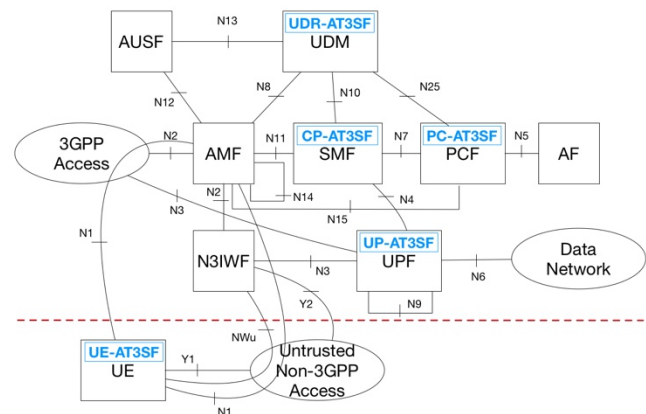 N13
UDR-AT3SF
AUSF
UDM
N12
N8
N10
N25
3GPP
Access
N2
AMF
N11
CP-AT3SF
SMF
N7
PC-AT3SF
PCF
N5
AF
N14
N2
N3
N15
N4
N1
N3IWF
N3
UP-AT3SF
UPF
N6
Data
Network
Y2
N9
NWu
UE-AT3SF
UE
Y1
Untrusted
Non-3GPP
Access
N1